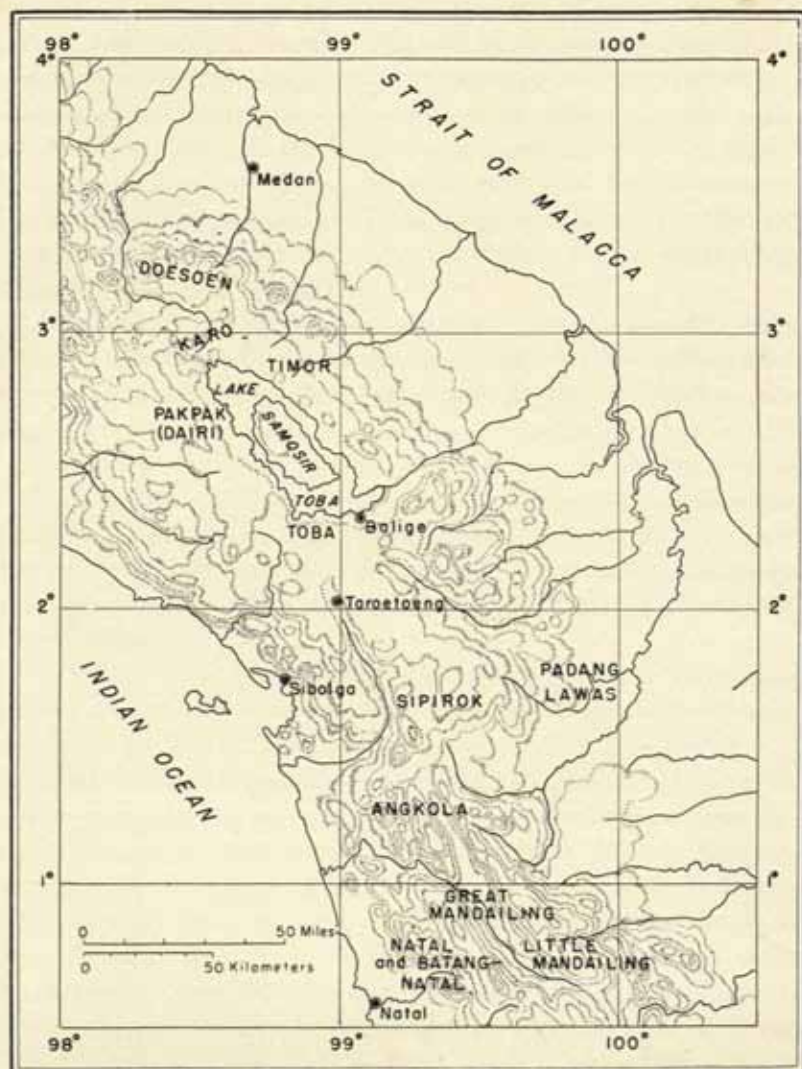 98°
99°
100°
4°
4°
STRAIT OF MALACCA
Medan
DOESOEN
3°
3°
KARO
TIMOR
LAKE
PAKPAK
(DAIRI)
SAMOSIR
TOBA
TOBA
Balige
2°
2°
Taroetoeng
INDIAN OCEAN
Sibolga
SIPIROK
PADANG
LAWAS
ANGKOLA
1°
1°
GREAT
MANDAILING
0
50 Miles
0
50 Kilometers
NATAL
and BATANG-
NATAL
LITTLE
MANDAILING
Natal
98°
99°
100°